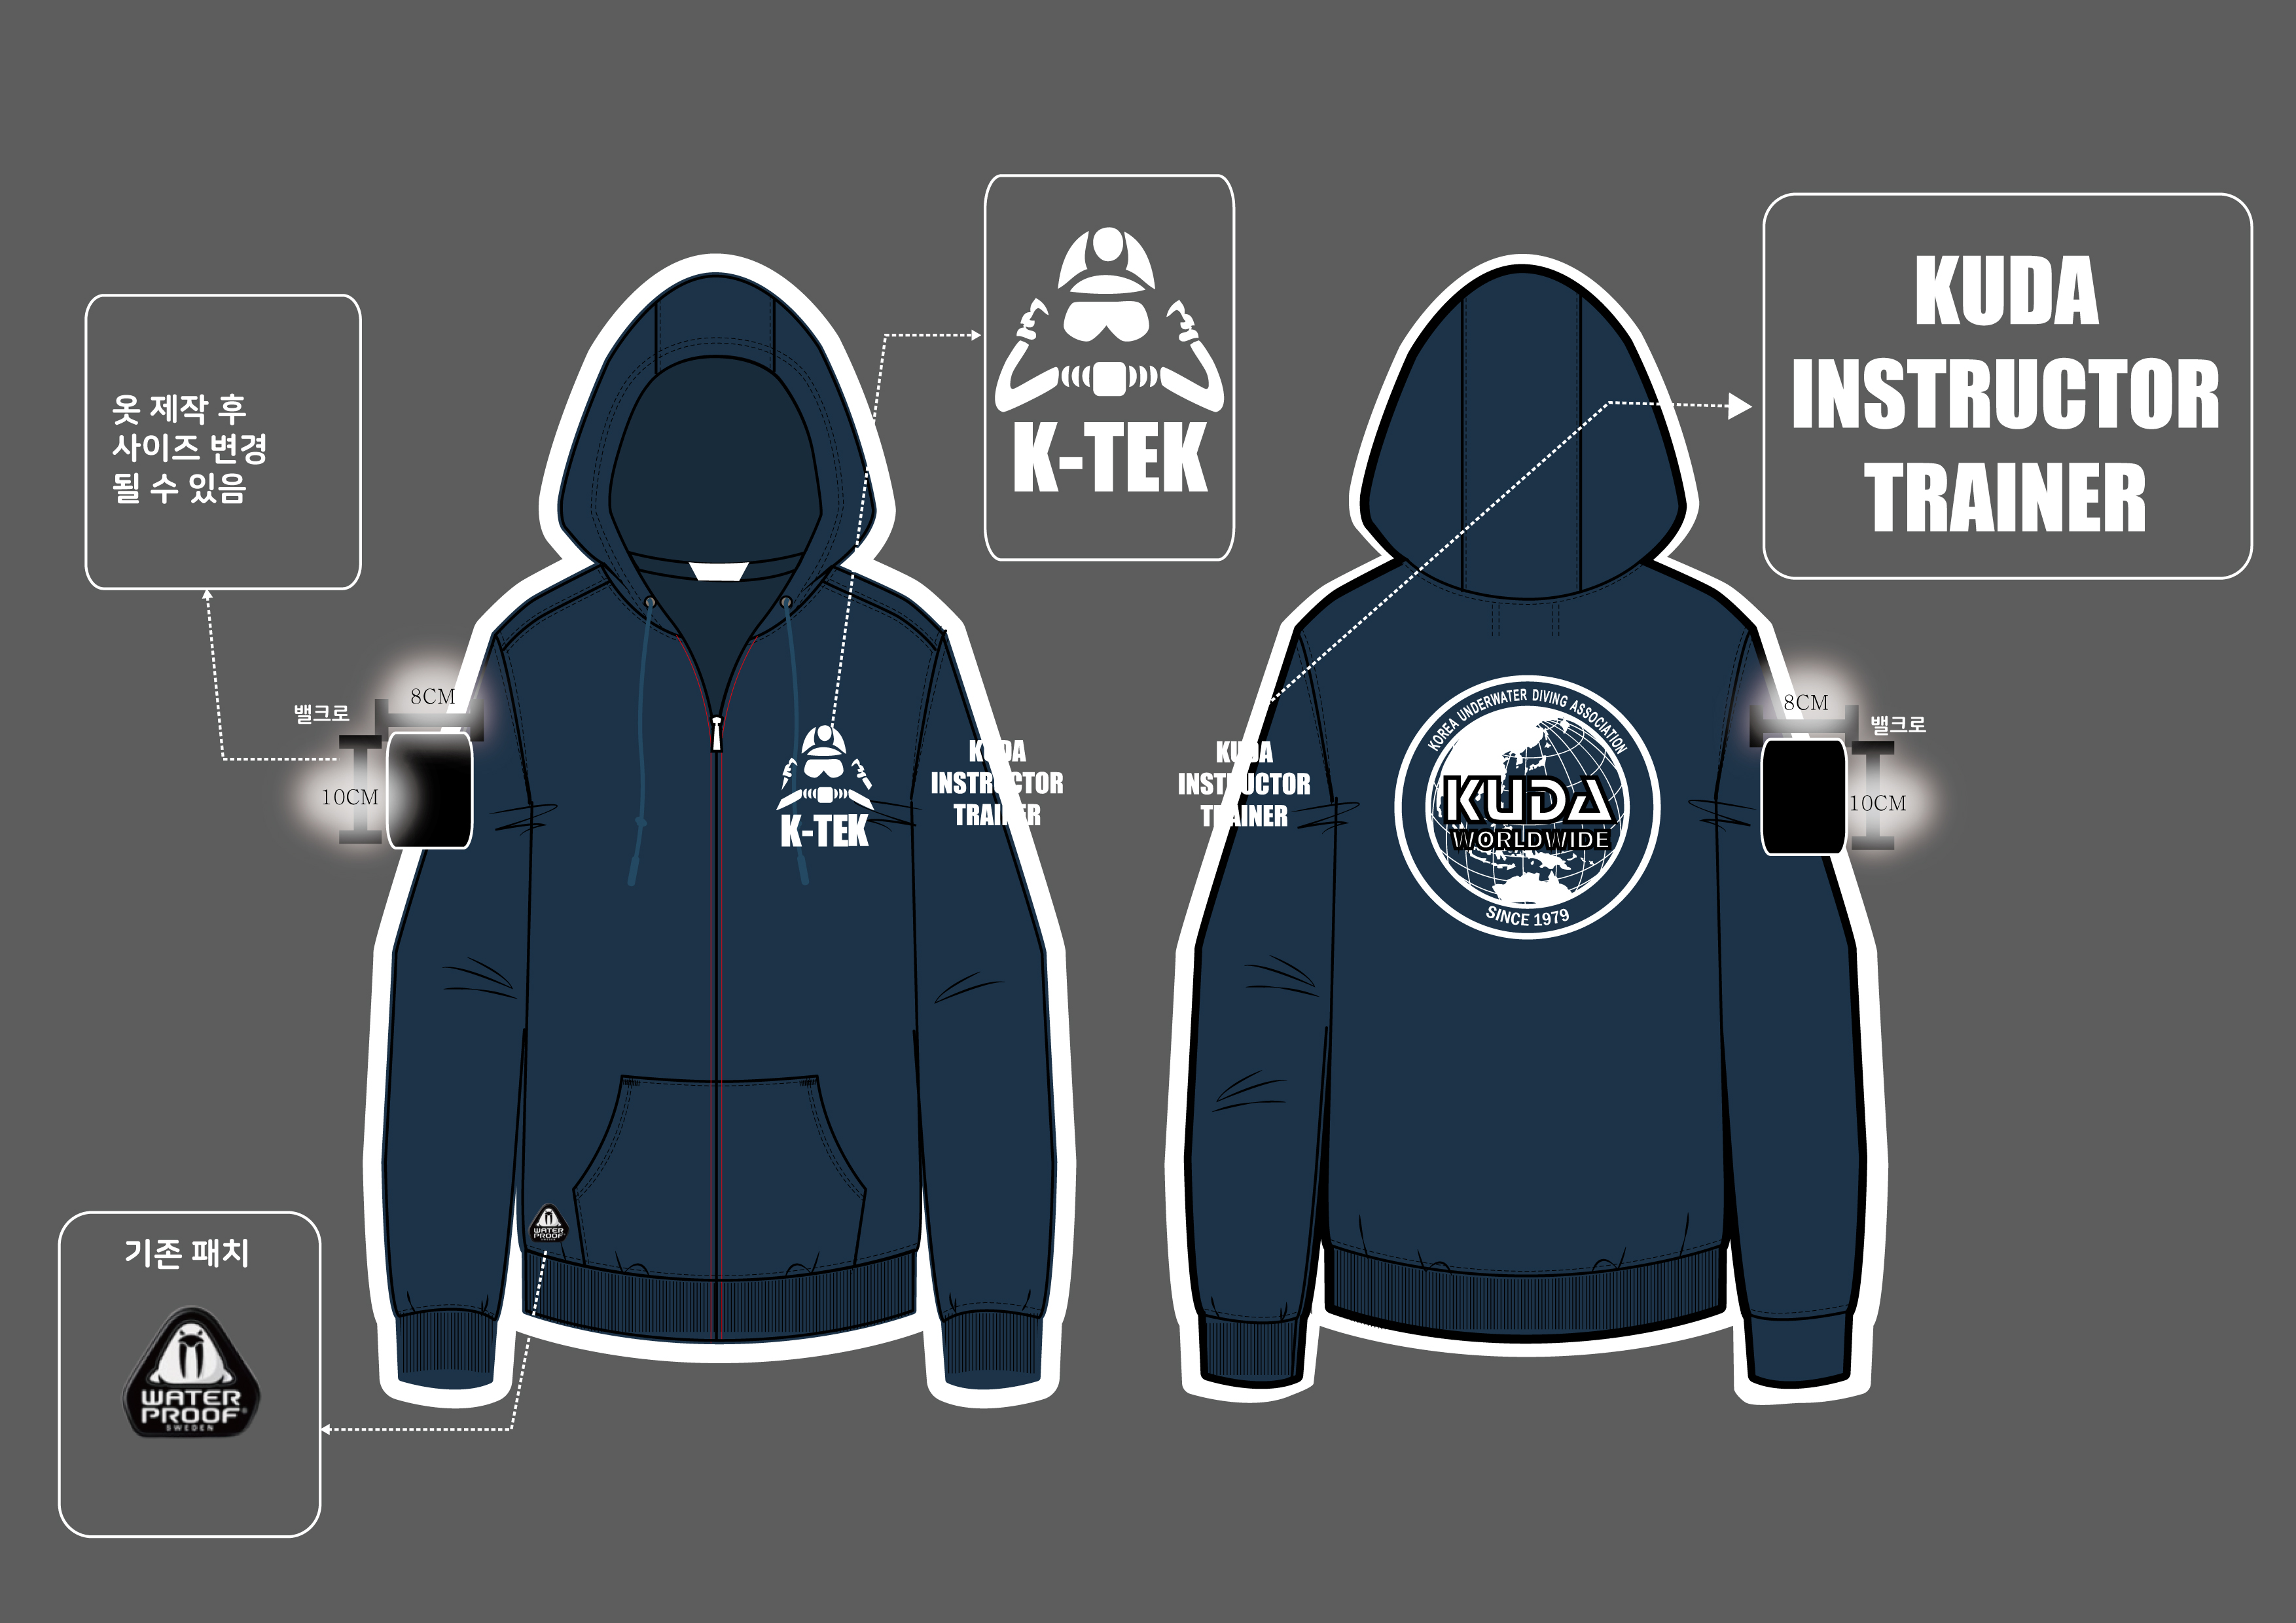 옷 제작 후
사이즈 변경
될 수 있음
밸크로
8CM
10CM
K-TEK
KUDA
INSTRUCTOR
TRAINER
K-TEK
KUDA
INSTRUCTOR
TRAINER
KUDA
INSTRUCTOR
TRAINER
KOREA UNDERWATER DIVING ASSOCIATION
KUDA
WORLDWIDE
SINCE 1979
8CM
밸크로
10CM
WATER
PROOF
기존 패치
WATER
PROOF®
SWEDEN